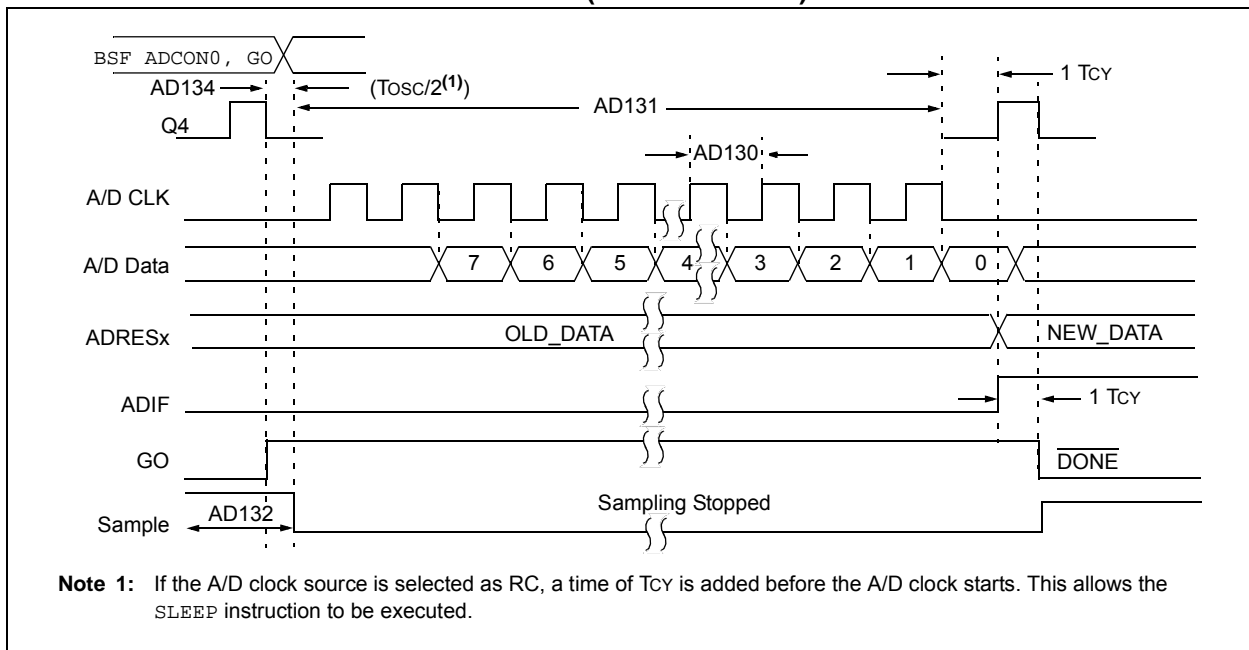 BSF ADCON0, GO
AD134 (TOSC/2(1)) 1 TCY
AD131
Q4
AD130
A/D CLK
A/D Data 7 6 5 4 3 2 1 0
ADRESx OLD_DATA NEW_DATA
ADIF 1 TCY
GO DONE
Sampling Stopped
Sample AD132
Note 1: If the A/D clock source is selected as RC, a time of TCY is added before the A/D clock starts. This allows the
SLEEP instruction to be executed.